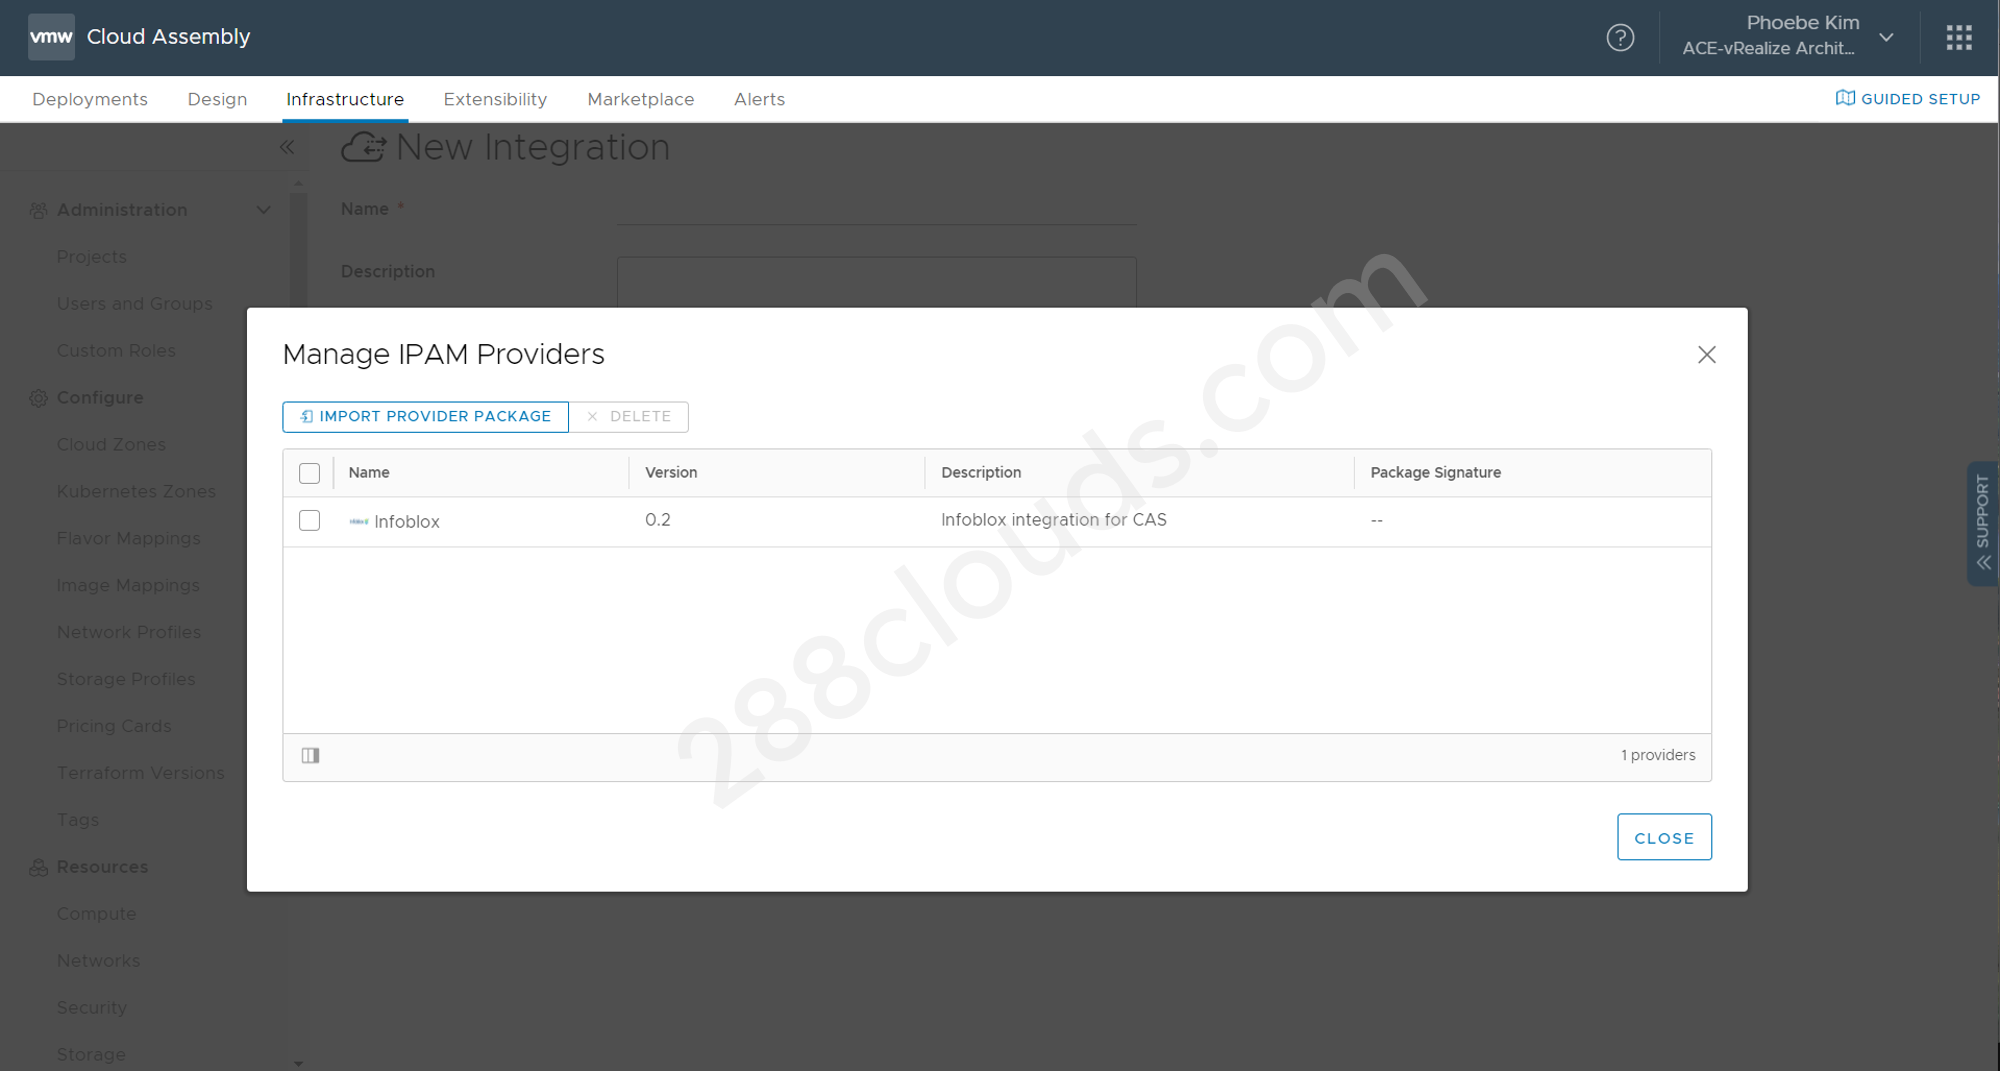 vmw Cloud Assembly
Phoebe Kim
ACE-vRealize Archit...
Deployments Design Infrastructure Extensibility Marketplace Alerts GUIDED SETUP
New Integration
Administration
Projects
Users and Groups
Custom Roles
Configure
Cloud Zones
Kubernetes Zones
Flavor Mappings
Image Mappings
Network Profiles
Storage Profiles
Pricing Cards
Terraform Versions
Tags
Resources
Compute
Networks
Security
Storage
Name *
Description
Manage IPAM Providers
IMPORT PROVIDER PACKAGE DELETE
Name Version Description Package Signature
Infoblox 0.2 Infoblox integration for CAS --
1 providers
CLOSE
SUPPORT
288clouds.com